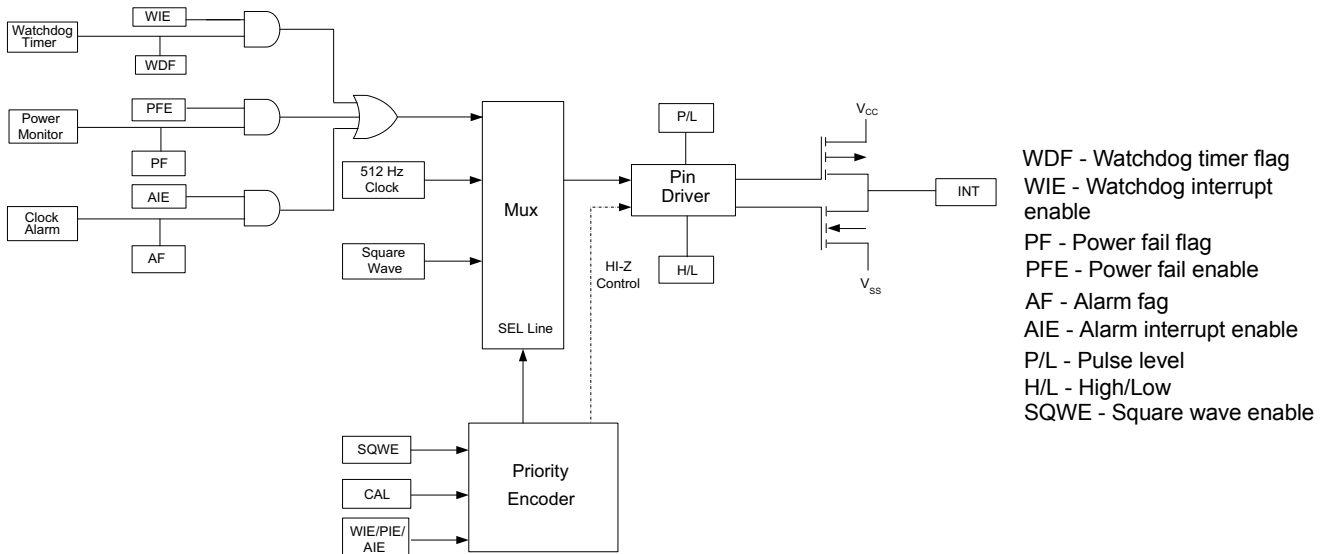 WIE
Watchdog
Timer
WDF
PFE
Power
Monitor
PF
AIE
Clock
Alarm
AF
512 Hz
Clock
Square
Wave
Mux
SEL Line
P/L
Pin
Driver
H/L
HI-Z
Control
VCC
INT
VSS
SQWE
CAL
WIE/PIE/
AIE
Priority
Encoder
WDF - Watchdog timer flag
WIE - Watchdog interrupt
enable
PF - Power fail flag
PFE - Power fail enable
AF - Alarm fag
AIE - Alarm interrupt enable
P/L - Pulse level
H/L - High/Low
SQWE - Square wave enable